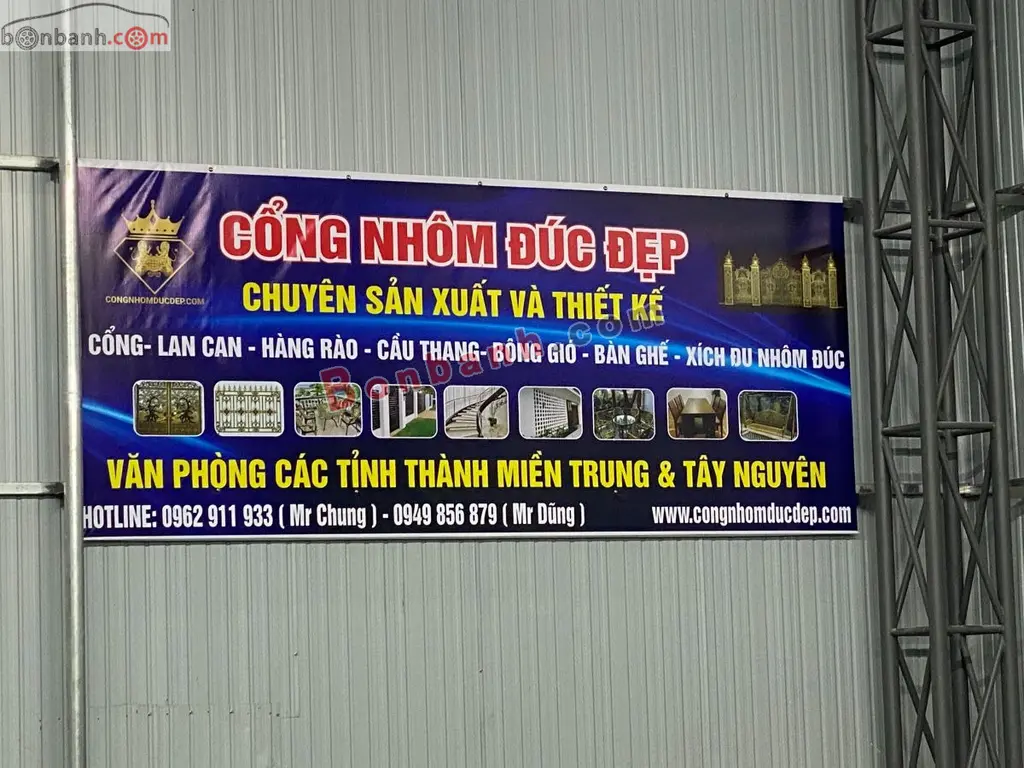 bonbanh.com
CỔNG NHÔM ĐÚC ĐẸP
CONGNHOMDUCDEP.COM
CHUYÊN SẢN XUẤT VÀ THIẾT KẾ
CỔNG- LAN CAN - HÀNG RÀO - CẦU THANG- BÔNG GIÓ - BÀN GHẾ - XÍCH ĐU NHÔM ĐÚC
Bonbanh.com
VĂN PHÒNG CÁC TỈNH THÀNH MIỀN TRUNG & TÂY NGUYÊN
HOTLINE: 0962 911 933 ( Mr Chung ) - 0949 856 879 ( Mr Dũng )
www.congnhomducdep.com